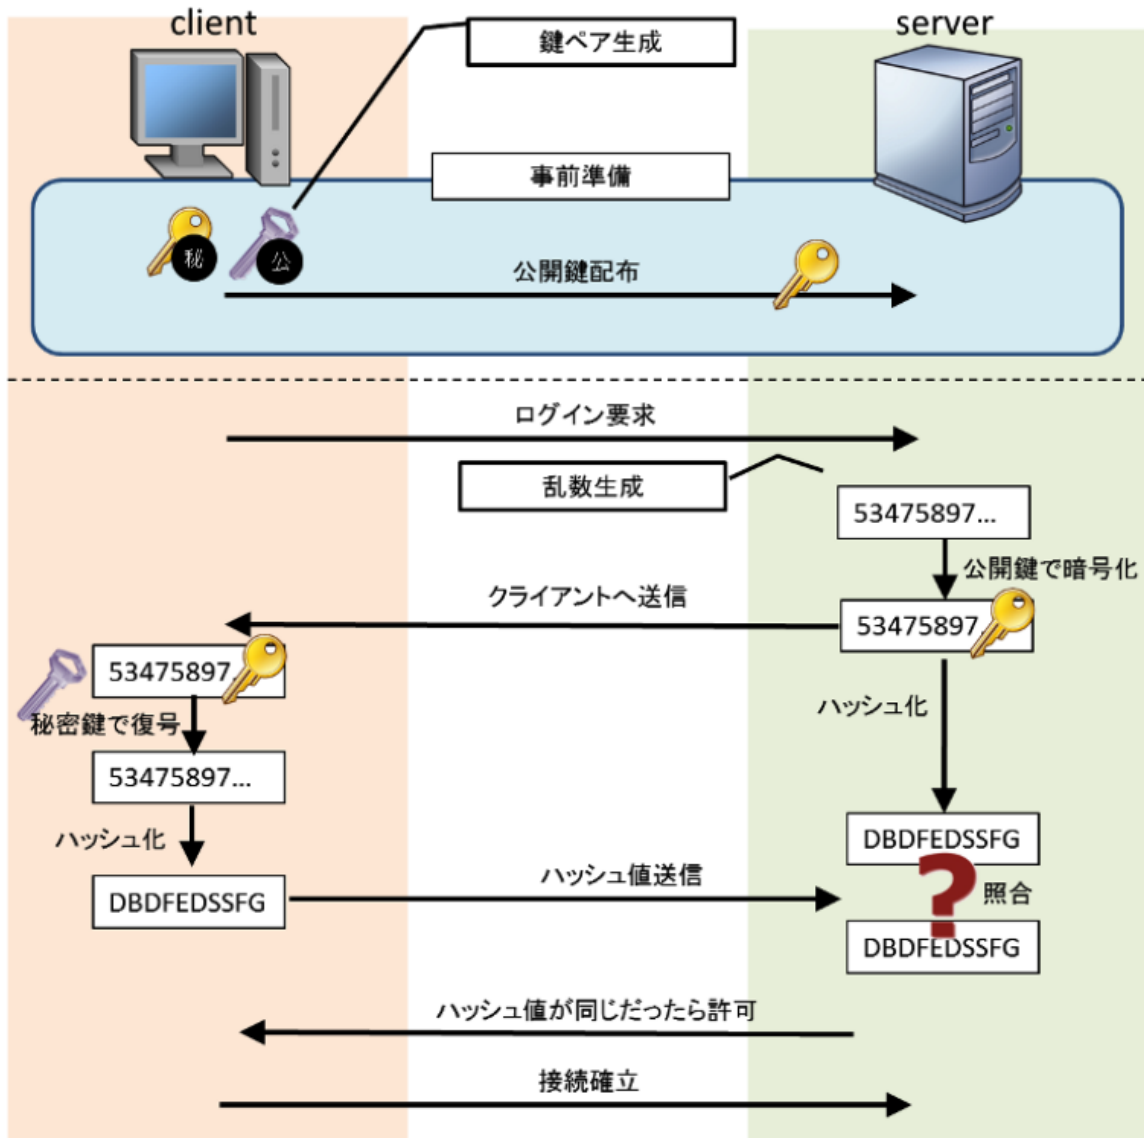 client
server
鍵ペア生成
事前準備
秘
公
公開鍵配布
ログイン要求
乱数生成
53475897...
公開鍵で暗号化
クライアントへ送信
53475897..
53475897..
ハッシュ化
秘密鍵で復号
53475897...
ハッシュ化
DBDFEDSSFG
ハッシュ値送信
DBDFEDSSFG
照合
DBDFEDSSFG
ハッシュ値が同じだったら許可
接続確立